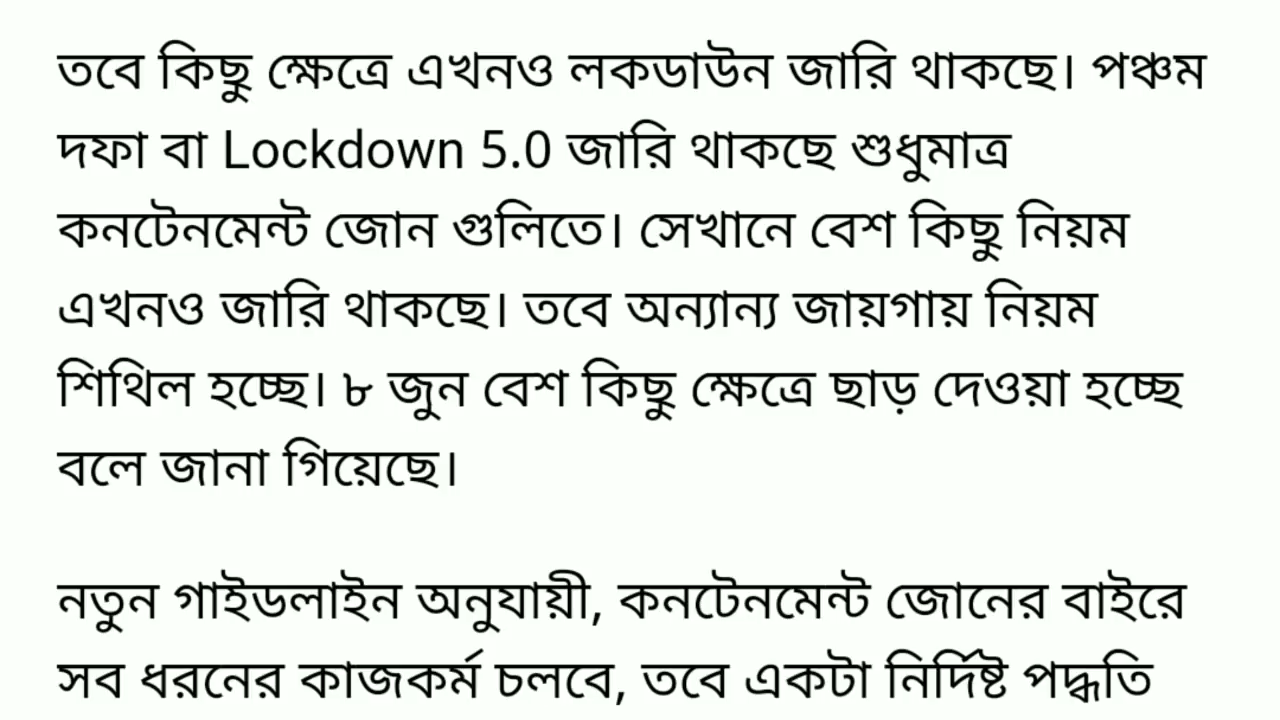 তবে কিছু ক্ষেত্রে এখনও লকডাউন জারি থাকছে। পঞ্চম
দফা বা Lockdown 5.0 জারি থাকছে শুধুমাত্র
কনটেনমেন্ট জোন গুলিতে। সেখানে বেশ কিছু নিয়ম
এখনও জারি থাকছে। তবে অন্যান্য জায়গায় নিয়ম
শিথিল হচ্ছে। ৮ জুন বেশ কিছু ক্ষেত্রে ছাড় দেওয়া হচ্ছে
বলে জানা গিয়েছে।
নতুন গাইডলাইন অনুযায়ী, কনটেনমেন্ট জোনের বাইরে
সব ধরনের কাজকর্ম চলবে, তবে একটা নির্দিষ্ট পদ্ধতি